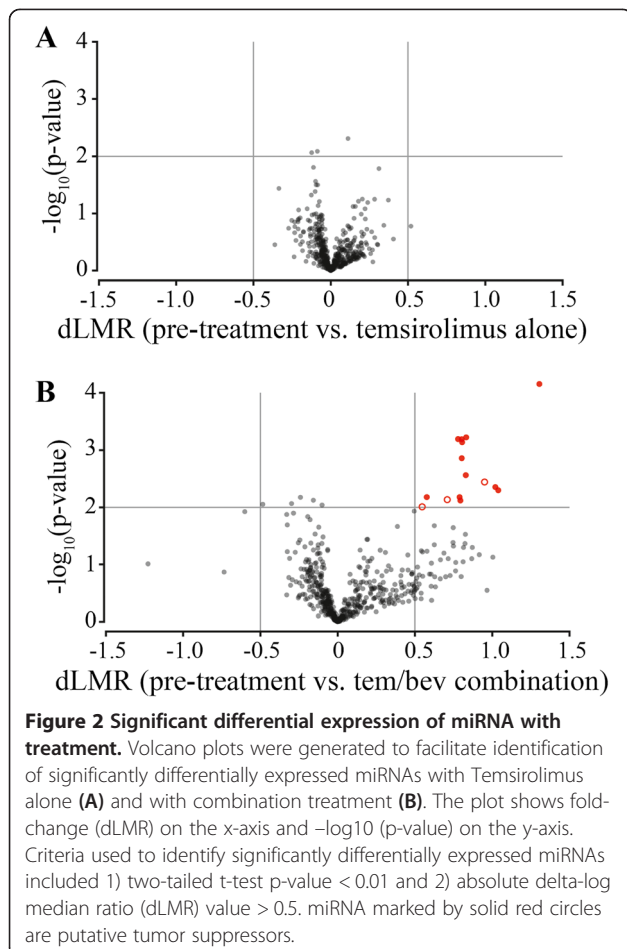 A
4
3
2
1
0
-log10(p-value)
-1.5 -1.0 -0.5 0 0.5 1.0 1.5
dLMR (pre-treatment vs. temsirolimus alone)
B
4
3
2
1
0
-log10(p-value)
-1.5 -1.0 -0.5 0 0.5 1.0 1.5
dLMR (pre-treatment vs. tem/bev combination)
Figure 2 Significant differential expression of miRNA with
treatment. Volcano plots were generated to facilitate identification
of significantly differentially expressed miRNAs with Temsirolimus
alone (A) and with combination treatment (B). The plot shows fold-
change (dLMR) on the x-axis and –log10 (p-value) on the y-axis.
Criteria used to identify significantly differentially expressed miRNAs
included 1) two-tailed t-test p-value < 0.01 and 2) absolute delta-log
median ratio (dLMR) value > 0.5. miRNA marked by solid red circles
are putative tumor suppressors.